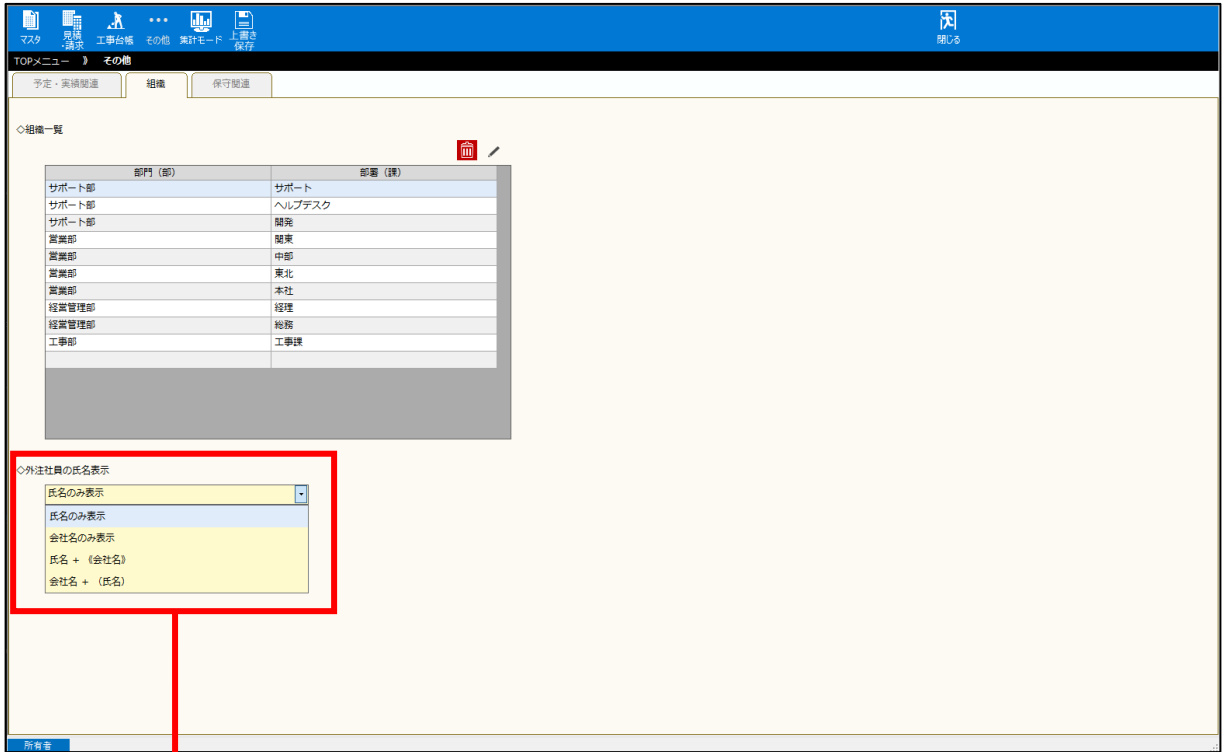 マスタ
見積
・請求
工事台帳
その他
集計モード
上書き
保存
閉じる
TOPメニュー 》 その他
予定・実績関連
組織
保守関連
◇組織一覧
部門（部） 部署（課）
サポート部 サポート
サポート部 ヘルプデスク
サポート部 開発
営業部 関東
営業部 中部
営業部 東北
営業部 本社
経営管理部 経理
経営管理部 総務
工事部 工事課
◇外注社員の氏名表示
氏名のみ表示
氏名のみ表示
会社名のみ表示
氏名 + 《会社名》
会社名 + （氏名）
所有者